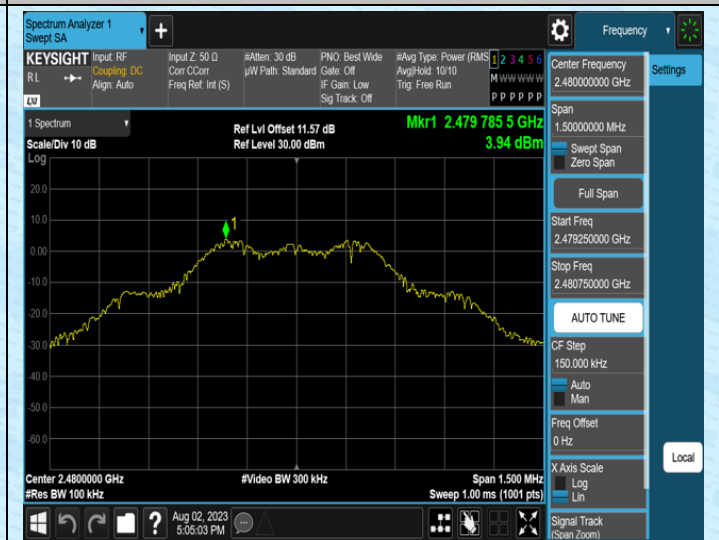 Spectrum Analyzer 1
Swept SA
+
Frequency
KEYSIGHT
RL
LXI
Input: RF
Coupling: DC
Align: Auto
Input Z: 50 Ω
Corr CCorr
Freq Ref: Int (S)
#Atten: 30 dB
µW Path: Standard
PNO: Best Wide
Gate: Off
IF Gain: Low
Sig Track: Off
#Avg Type: Power (RMS
Avg|Hold: 10/10
Trig: Free Run
1 2 3 4 5 6
M W W W W W
P P P P P P
1 Spectrum
Scale/Div 10 dB
Log
Ref Lvl Offset 11.57 dB
Ref Level 30.00 dBm
Mkr1 2.479 785 5 GHz
3.94 dBm
20.0
10.0
0.00
-10.0
-20.0
-30.0
-40.0
-50.0
-60.0
1
Center 2.4800000 GHz
#Res BW 100 kHz
#Video BW 300 kHz
Span 1.500 MHz
Sweep 1.00 ms (1001 pts)
Aug 02, 2023
5:05:03 PM
?
Center Frequency
2.480000000 GHz
Span
1.50000000 MHz
Swept Span
Zero Span
Full Span
Start Freq
2.479250000 GHz
Stop Freq
2.480750000 GHz
AUTO TUNE
CF Step
150.000 kHz
Auto
Man
Freq Offset
0 Hz
X Axis Scale
Log
Lin
Signal Track
(Span Zoom)
Settings
Local